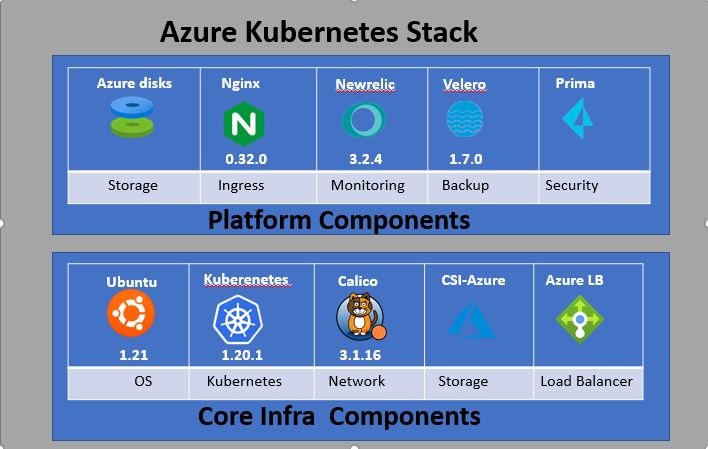 Azure Kubernetes Stack
Azure disks Nginx Newrelic Velero Prima
N
0.32.0 3.2.4 1.7.0
Storage Ingress Monitoring Backup Security
Platform Components
Ubuntu Kuberenetes Calico CSI-Azure Azure LB
1.21 1.20.1 3.1.16
OS Kubernetes Network Storage Load Balancer
Core Infra Components